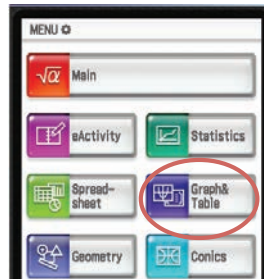 MENU
√α Main
eActivity Statistics
Spread-
sheet
Graph&
Table
Geometry Conics